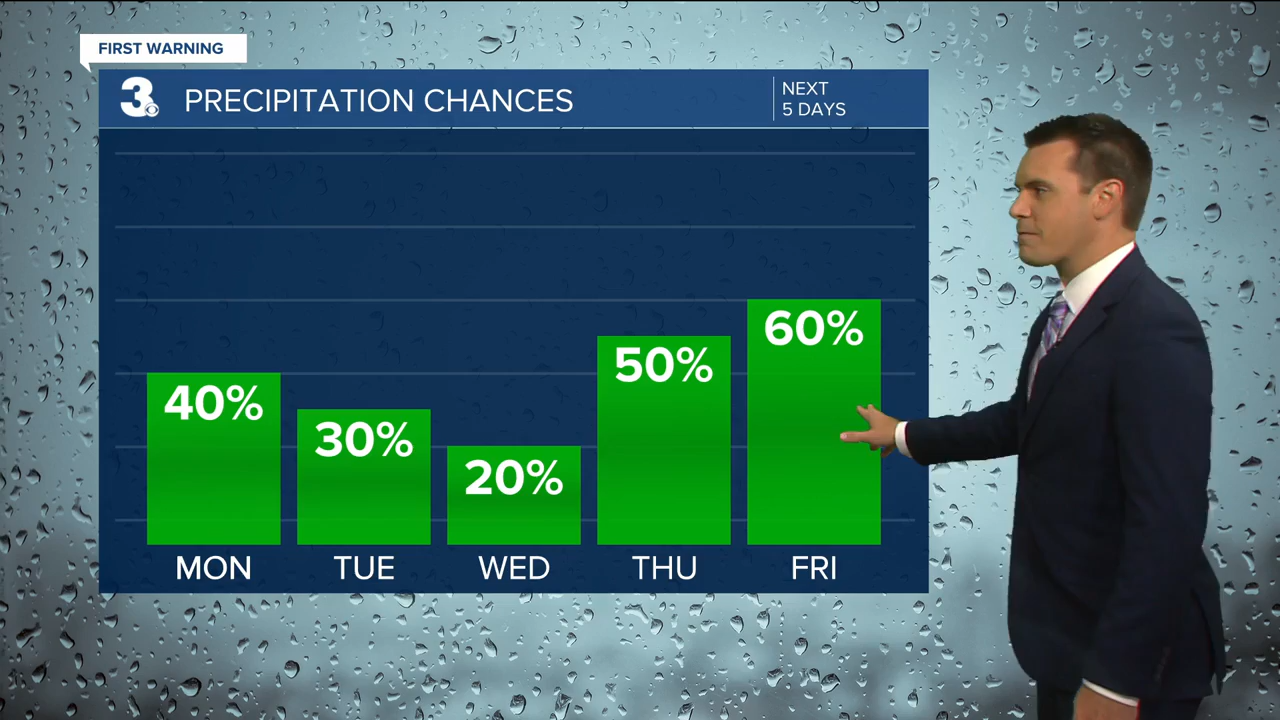 FIRST WARNING
3
PRECIPITATION CHANCES
NEXT
5 DAYS
40%
30%
20%
50%
60%
MON TUE WED THU FRI